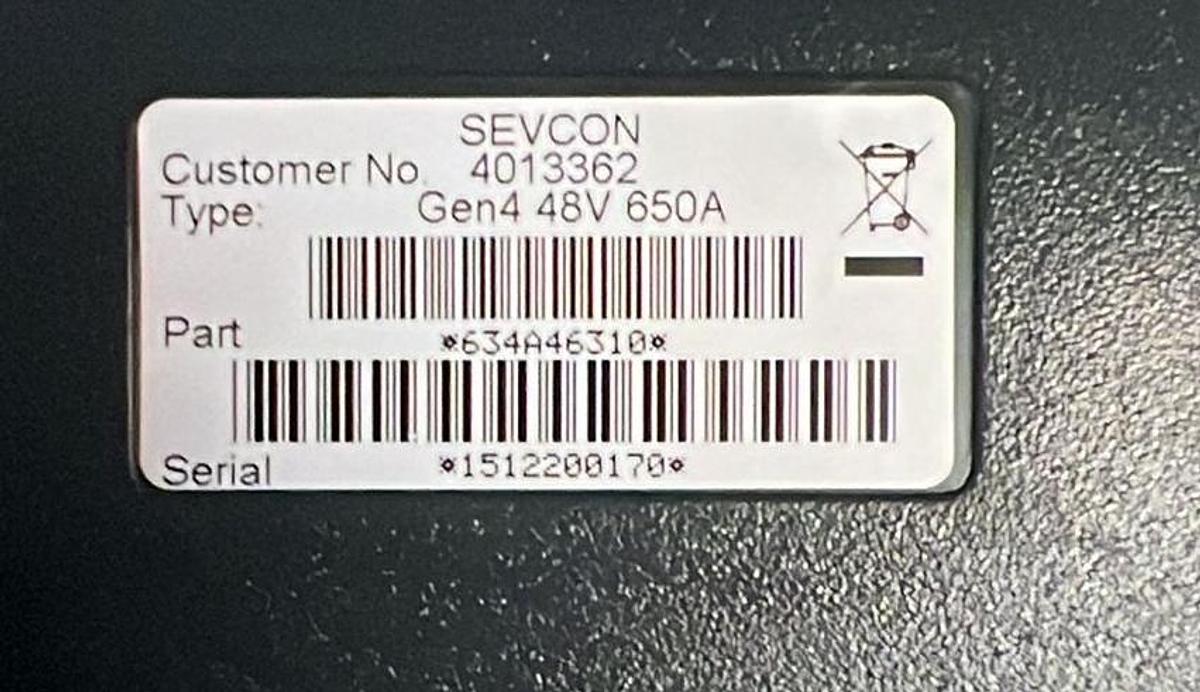 SEVCON
Customer No. 4013362
Type: Gen4 48V 650A
Part *634A46310*
Serial *1512200170*